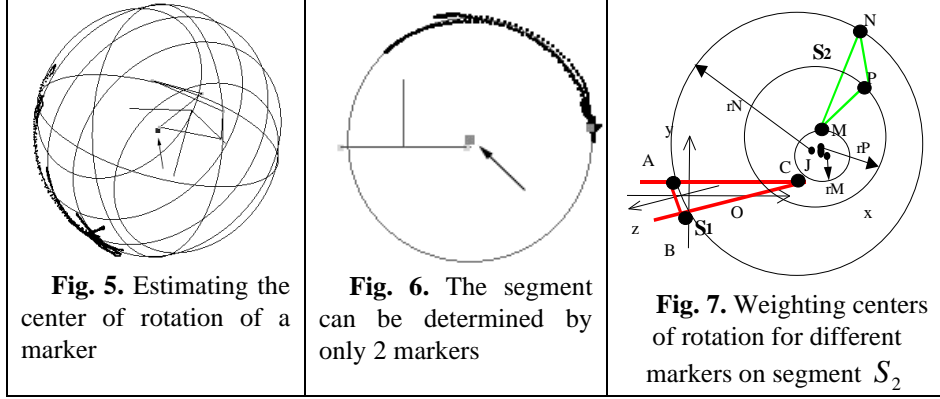 N
S2
P
rN
M
y
rP
A
C
J
rM
O
x
z
S1
B
Fig. 5. Estimating the
center of rotation of a
marker
Fig. 6. The segment
can be determined by
only 2 markers
Fig. 7. Weighting centers
of rotation for different
markers on segment S2